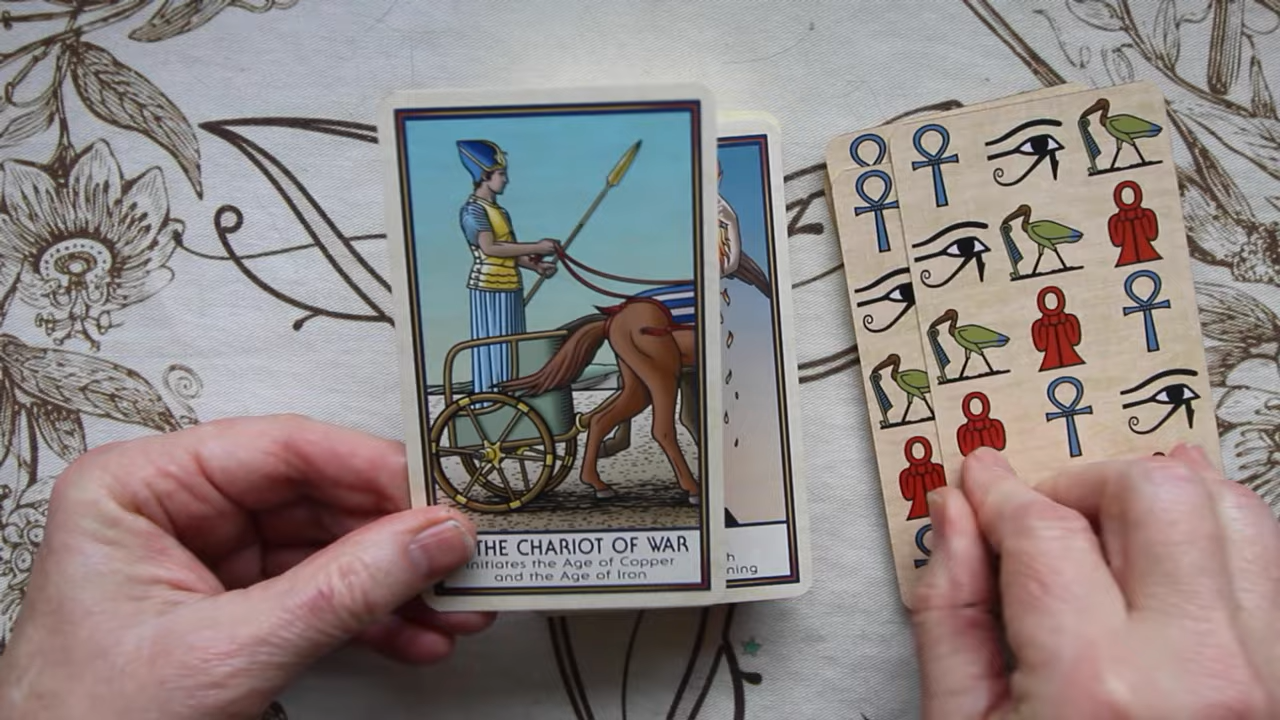 THE CHARIOT OF WAR
Initiates the Age of Copper
and the Age of Iron